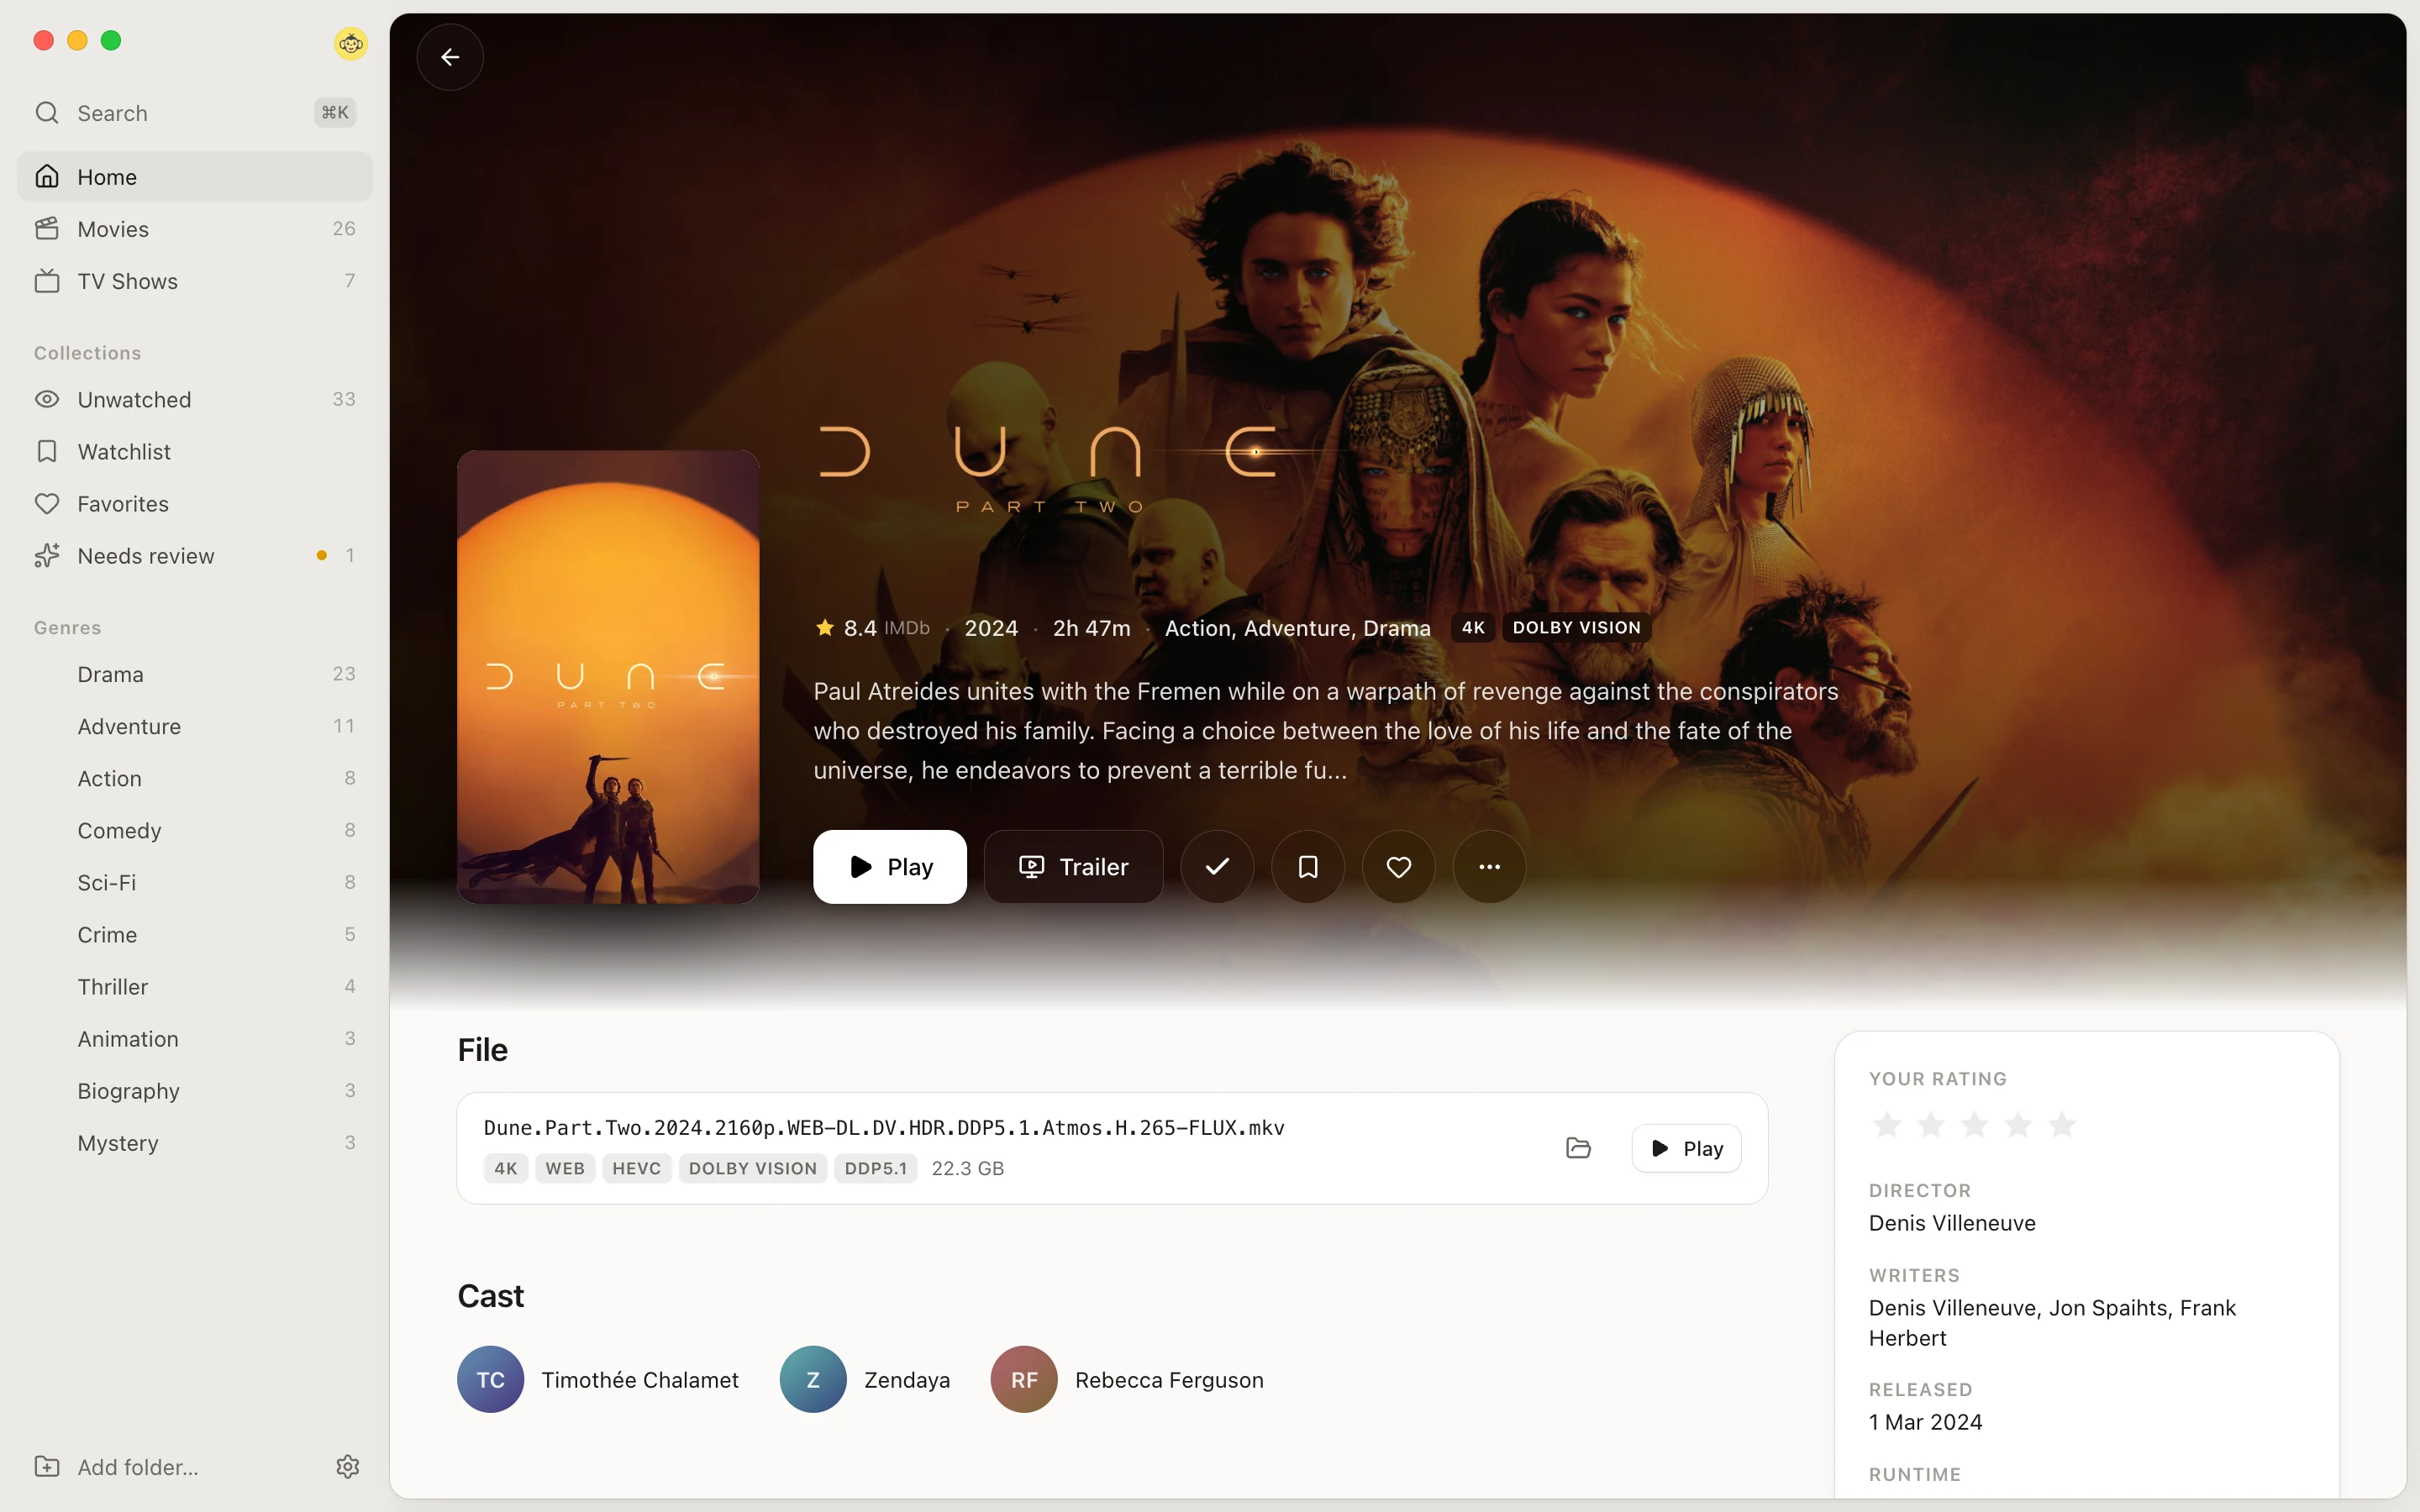 Search ⌘K
Home
Movies 26
TV Shows 7
Collections
Unwatched 33
Watchlist
Favorites
Needs review 1
Genres
Drama 23
Adventure 11
Action 8
Comedy 8
Sci-Fi 8
Crime 5
Thriller 4
Animation 3
Biography 3
Mystery 3
Add folder...
DUNE
PART TWO
DUNE
PART TWO
8.4 IMDb · 2024 · 2h 47m · Action, Adventure, Drama 4K DOLBY VISION
Paul Atreides unites with the Fremen while on a warpath of revenge against the conspirators
who destroyed his family. Facing a choice between the love of his life and the fate of the
universe, he endeavors to prevent a terrible fu...
Play Trailer
File
Dune.Part.Two.2024.2160p.WEB-DL.DV.HDR.DDP5.1.Atmos.H.265-FLUX.mkv
4K WEB HEVC DOLBY VISION DDP5.1 22.3 GB
Play
Cast
TC Timothée Chalamet Z Zendaya RF Rebecca Ferguson
YOUR RATING
DIRECTOR
Denis Villeneuve
WRITERS
Denis Villeneuve, Jon Spaihts, Frank
Herbert
RELEASED
1 Mar 2024
RUNTIME